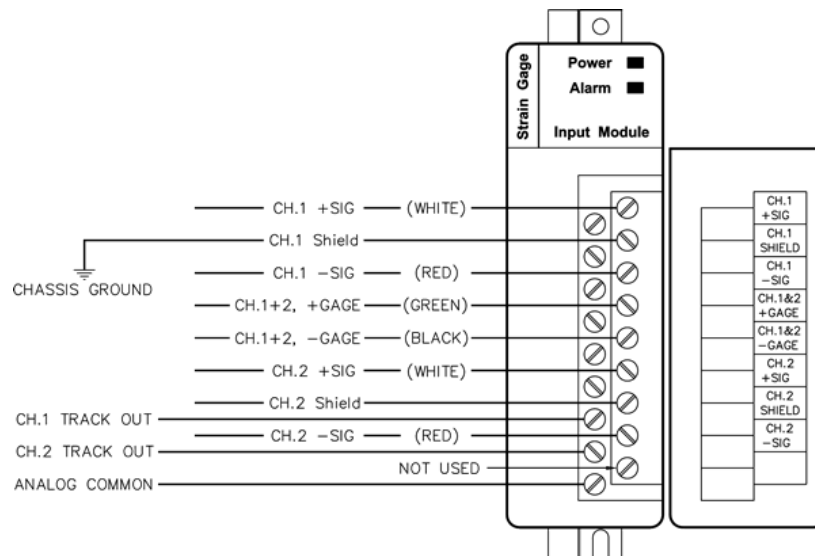 Strain Gage
Power
Alarm
Input Module
CH.1 +SIG (WHITE)
CH.1 Shield
CHASSIS GROUND
CH.1 -SIG (RED)
CH.1+2, +GAGE (GREEN)
CH.1+2, -GAGE (BLACK)
CH.2 +SIG (WHITE)
CH.2 Shield
CH.1 TRACK OUT
CH.2 -SIG (RED)
CH.2 TRACK OUT
NOT USED
ANALOG COMMON
CH.1
+SIG
CH.1
SHIELD
CH.1
-SIG
CH.1&2
+GAGE
CH.1&2
-GAGE
CH.2
+SIG
CH.2
SHIELD
CH.2
-SIG